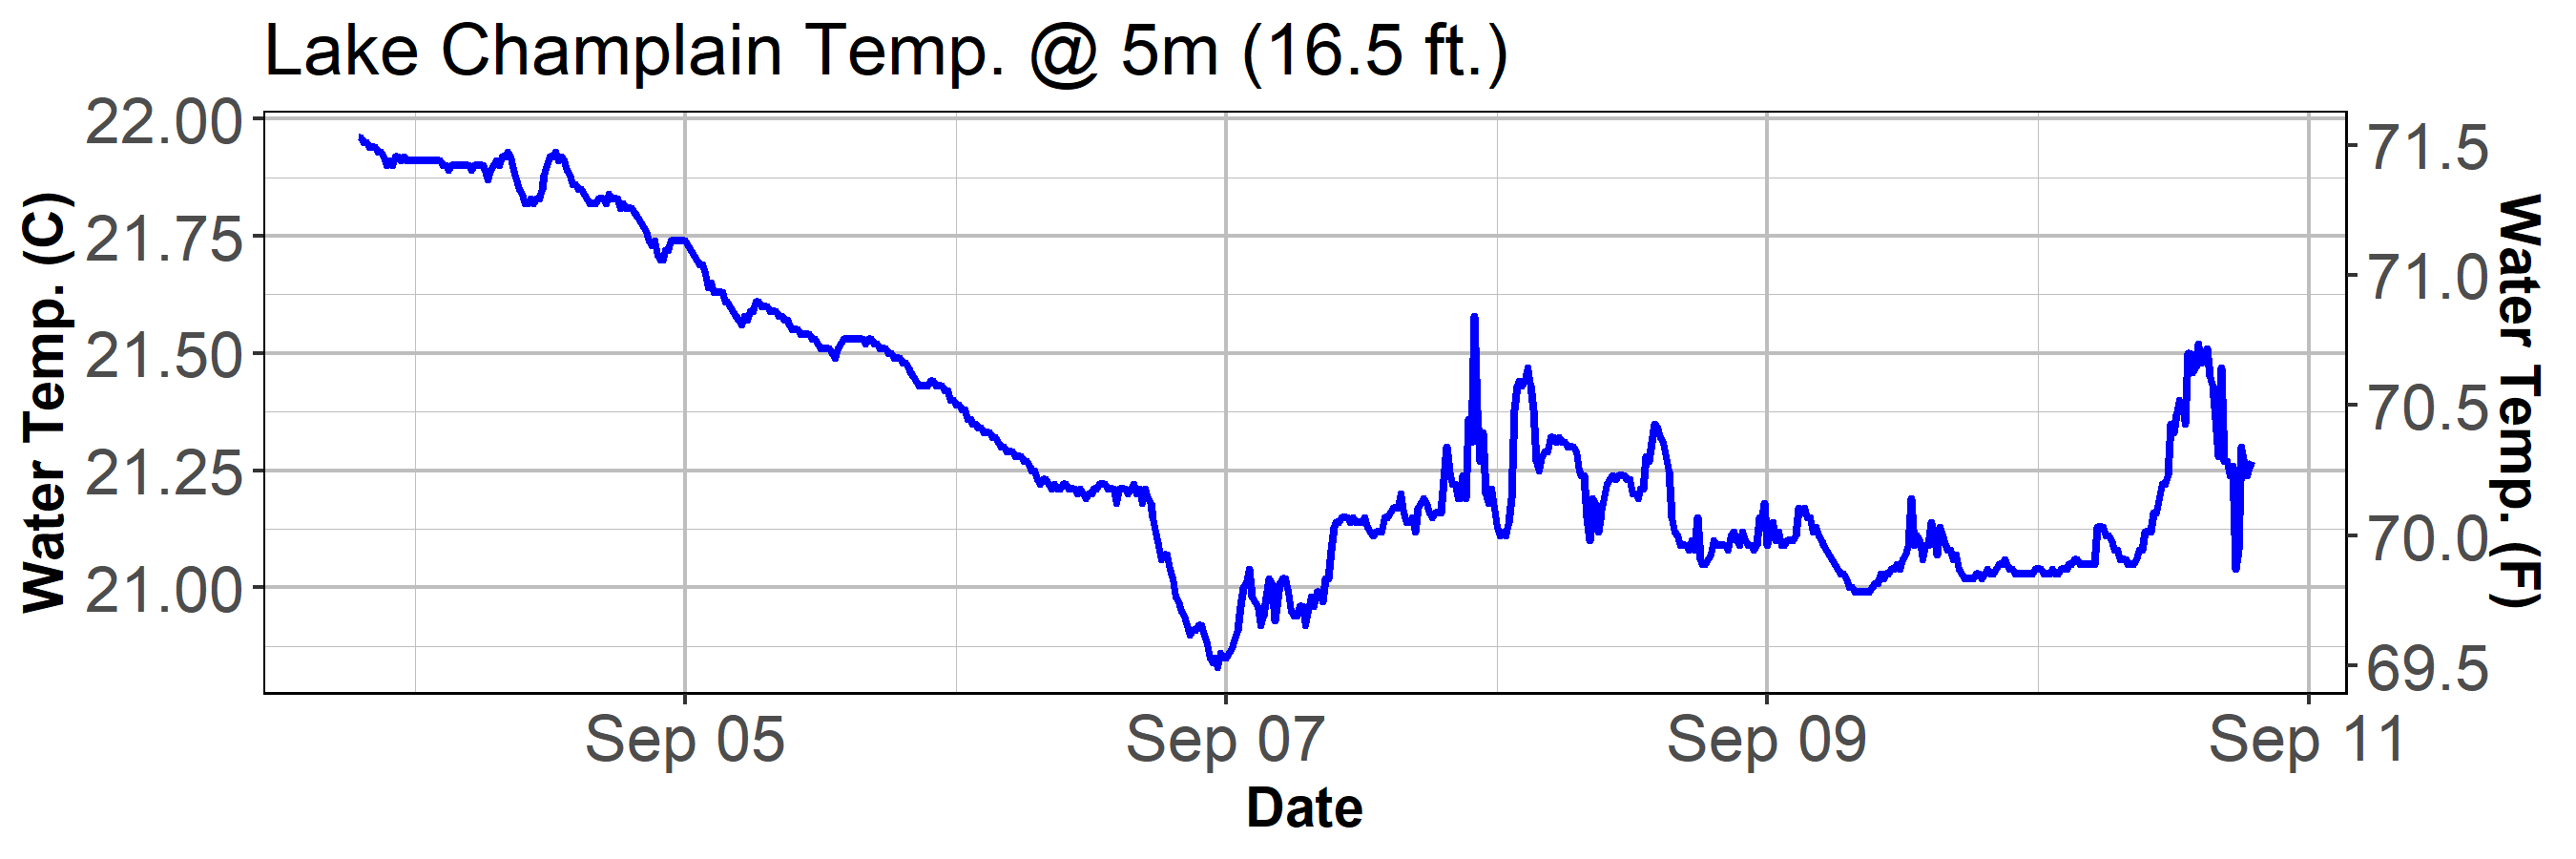 Lake Champlain Temp. @ 5m (16.5 ft.)
Water Temp. (C)
22.00
21.75
21.50
21.25
21.00
71.5
71.0
70.5
70.0
69.5
Water Temp. (F)
Sep 05
Sep 07
Sep 09
Sep 11
Date